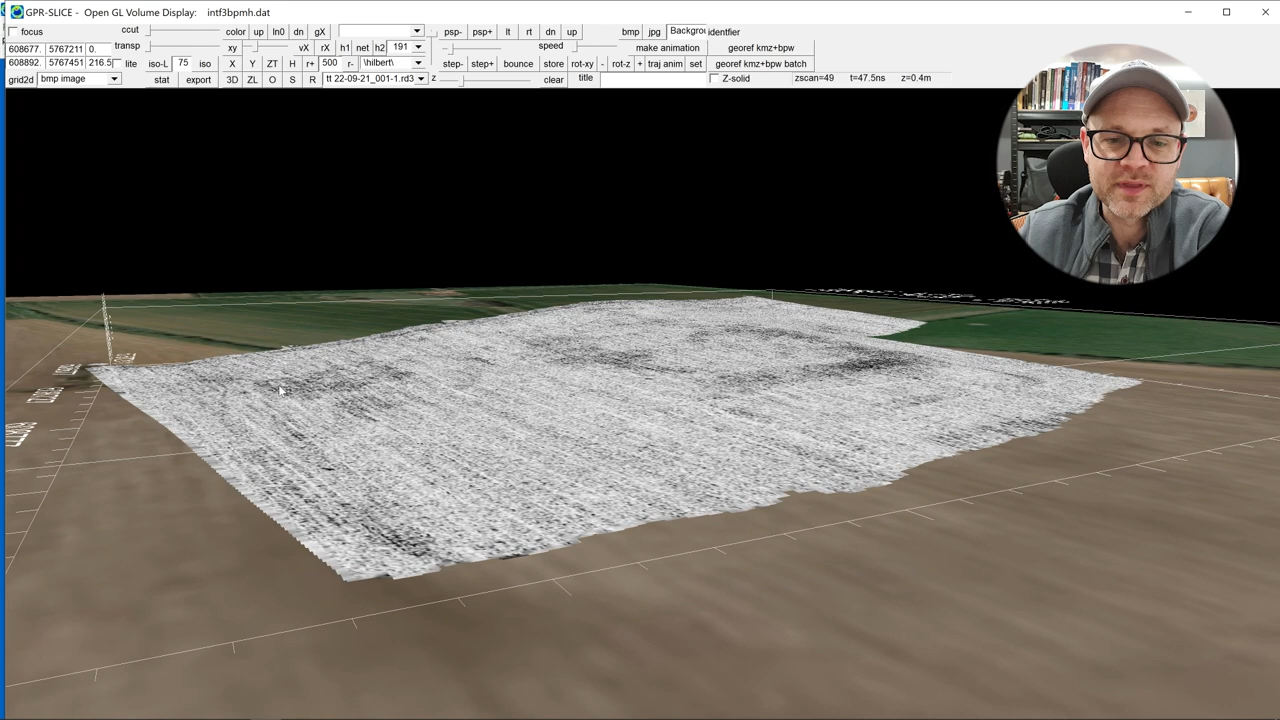 GPR-SLICE - Open GL Volume Display: intf3bpmh.dat
focus ccut color up ln0 dn gX psp- psp+ lt rt dn up bmp jpg Backgrou identifier
transp xy vX rX h1 net h2 191 speed make animation georef kmz+bpw
608677. 5767211 0.
608892. 5767451 216.5 lite iso-L 75 iso X Y ZT H r+ 500 r- \hilbert\ step- step+ bounce store rot-xy - rot-z + traj anim set georef kmz+bpw batch
grid2d bmp image stat export 3D ZL O S R tt 22-09-21_001-1.rd3 z clear title Z-solid zscan=49 t=47.5ns z=0.4m